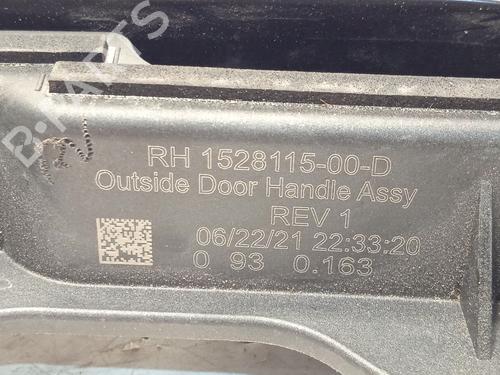 B-PARTS
RH 1528115-00-D
Outside Door Handle Assy
REV 1
06/22/21 22:33:20
0 93 0.163